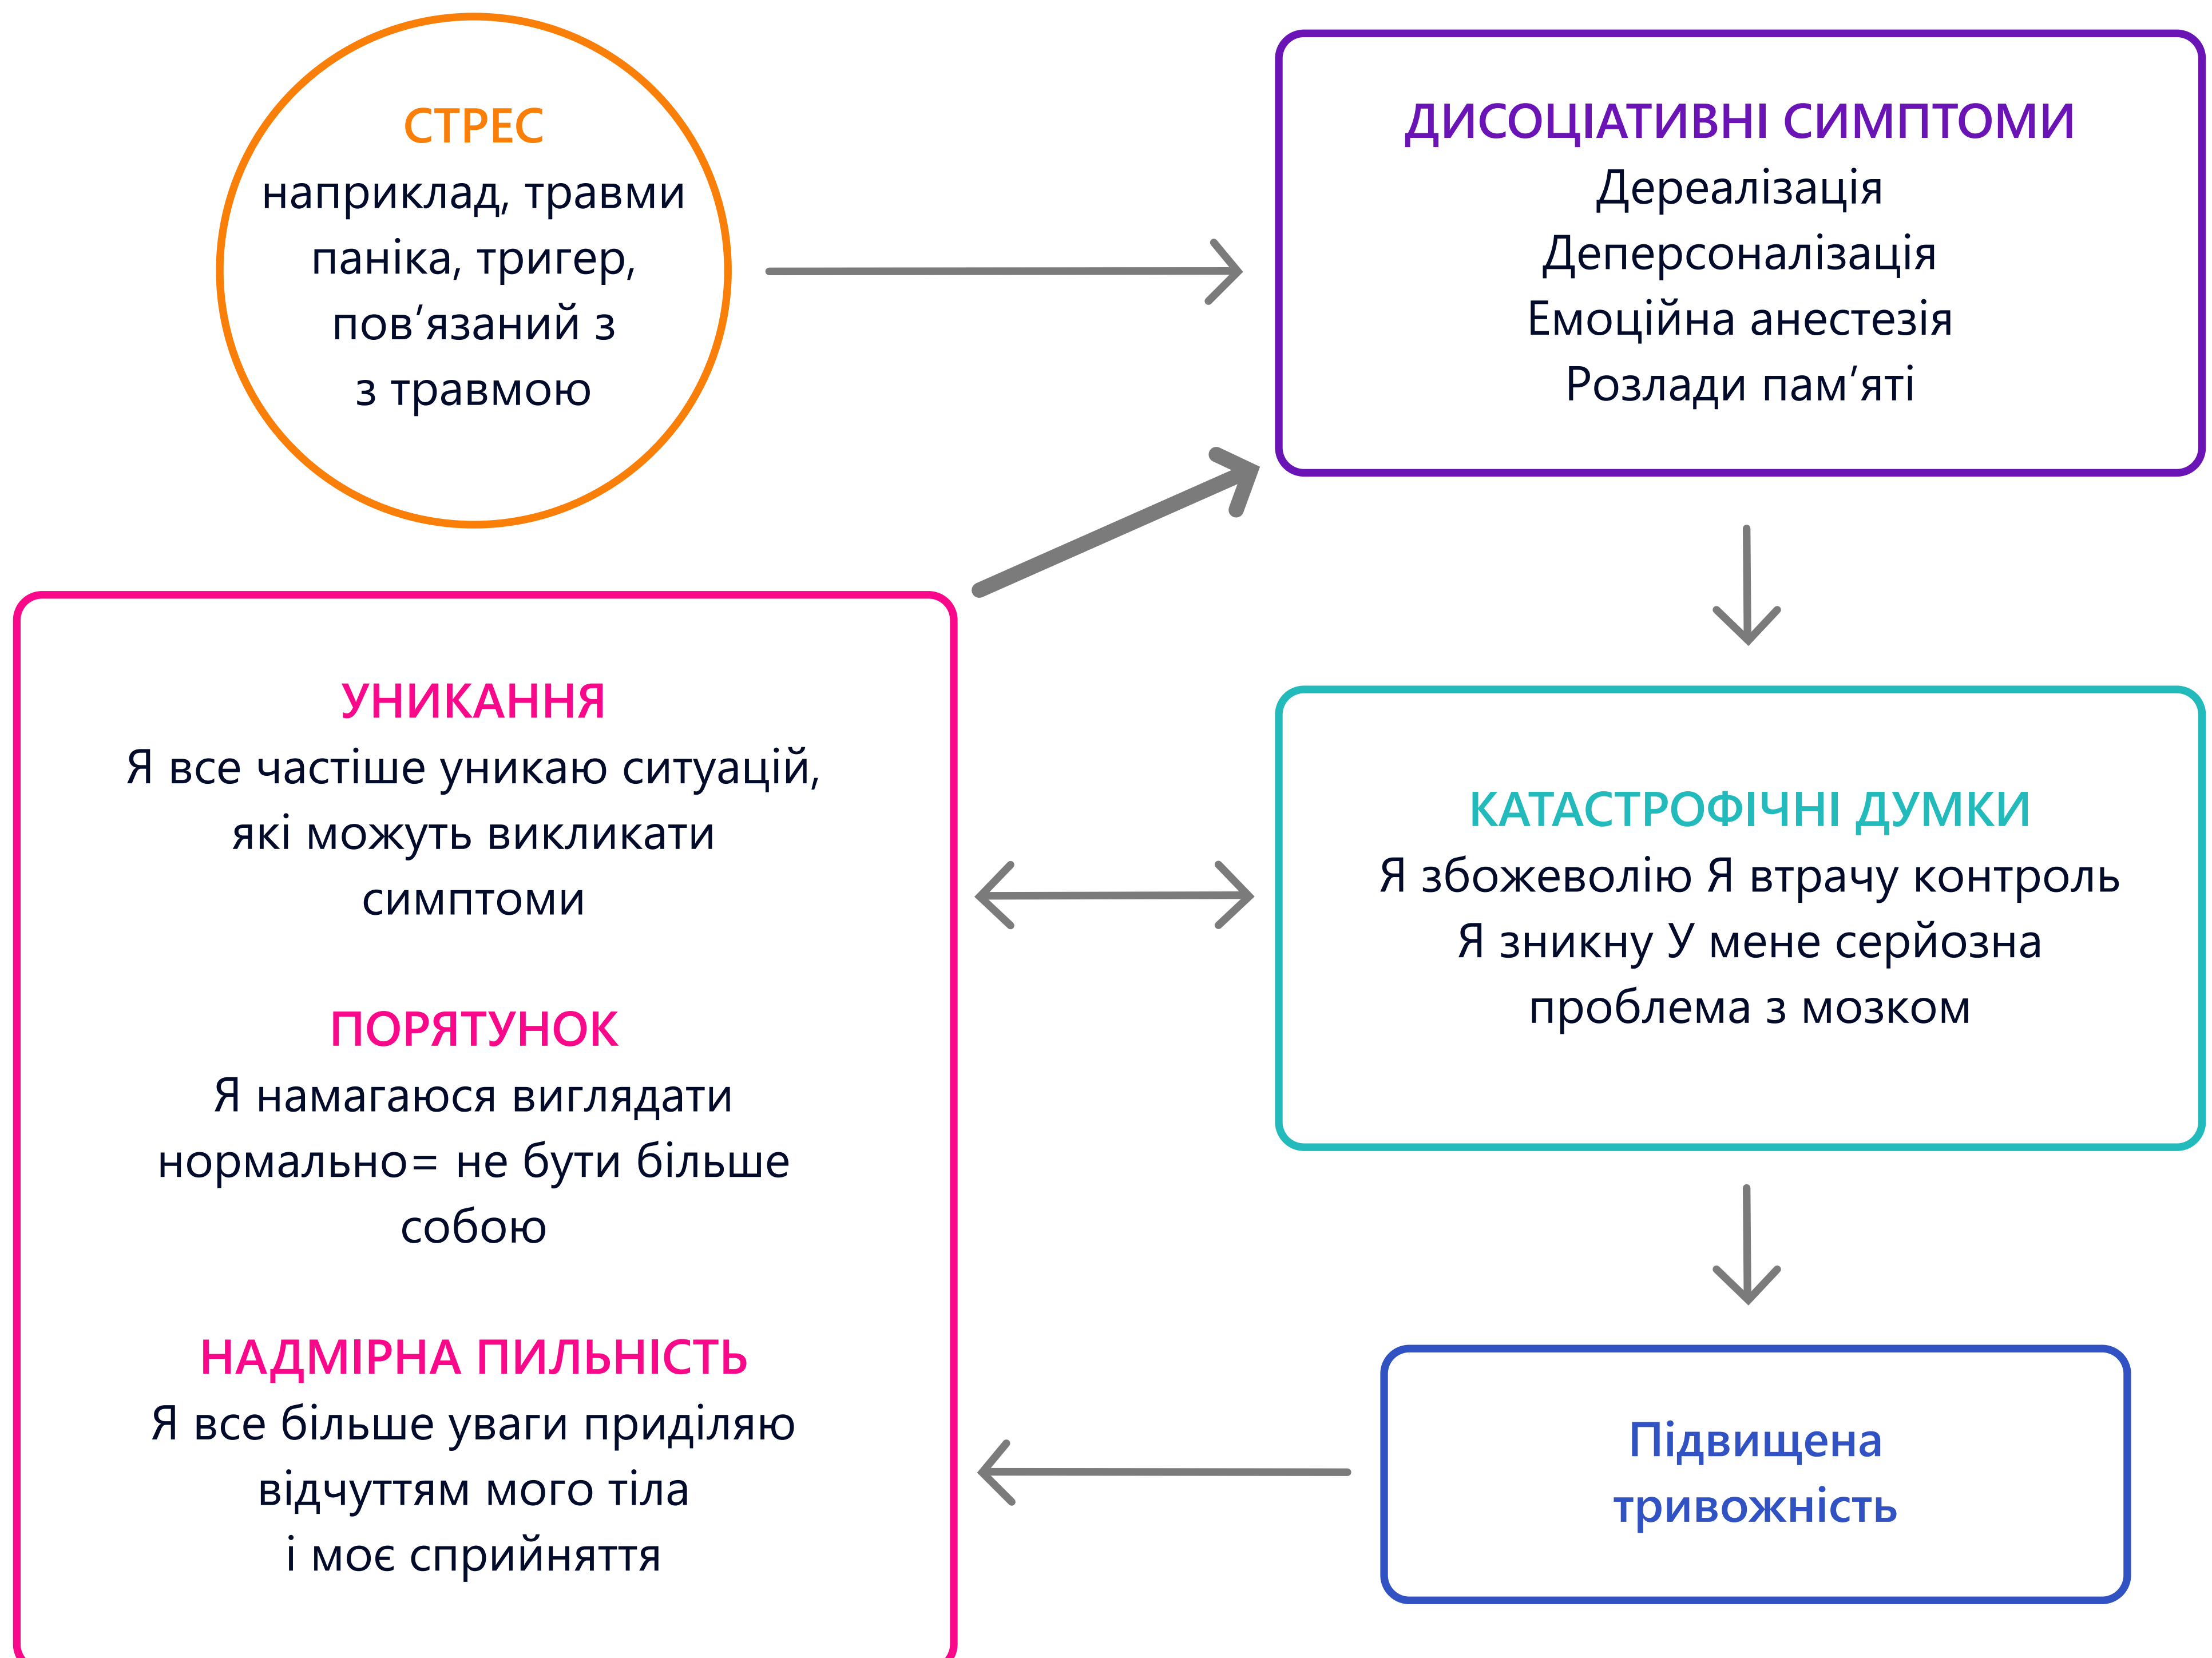 СТРЕС
наприклад, травми
паніка, тригер,
пов’язаний з
з травмою
ДИСОЦІАТИВНІ СИМПТОМИ
Дереалізація
Деперсоналізація
Емоційна анестезія
Розлади пам’яті
УНИКАННЯ
Я все частіше уникаю ситуацій,
які можуть викликати
симптоми
ПОРЯТУНОК
Я намагаюся виглядати
нормально= не бути більше
собою
НАДМІРНА ПИЛЬНІСТЬ
Я все більше уваги приділяю
відчуттям мого тіла
і моє сприйняття
КАТАСТРОФІЧНІ ДУМКИ
Я збожеволію Я втрачу контроль
Я зникну У мене серйозна
проблема з мозком
Підвищена
тривожність